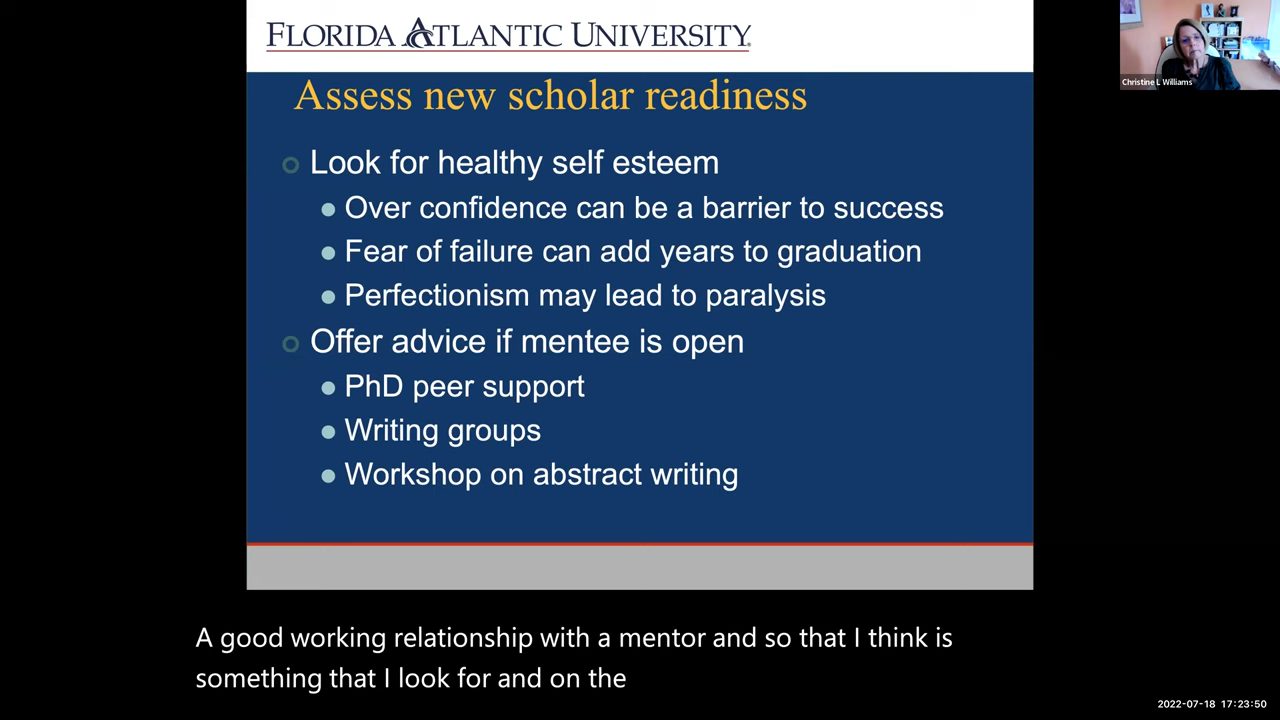 FLORIDA ATLANTIC UNIVERSITY
Assess new scholar readiness
Look for healthy self esteem
Over confidence can be a barrier to success
Fear of failure can add years to graduation
Perfectionism may lead to paralysis
Offer advice if mentee is open
PhD peer support
Writing groups
Workshop on abstract writing
Christine L Williams
A good working relationship with a mentor and so that I think is
something that I look for and on the
2022-07-18 17:23:50